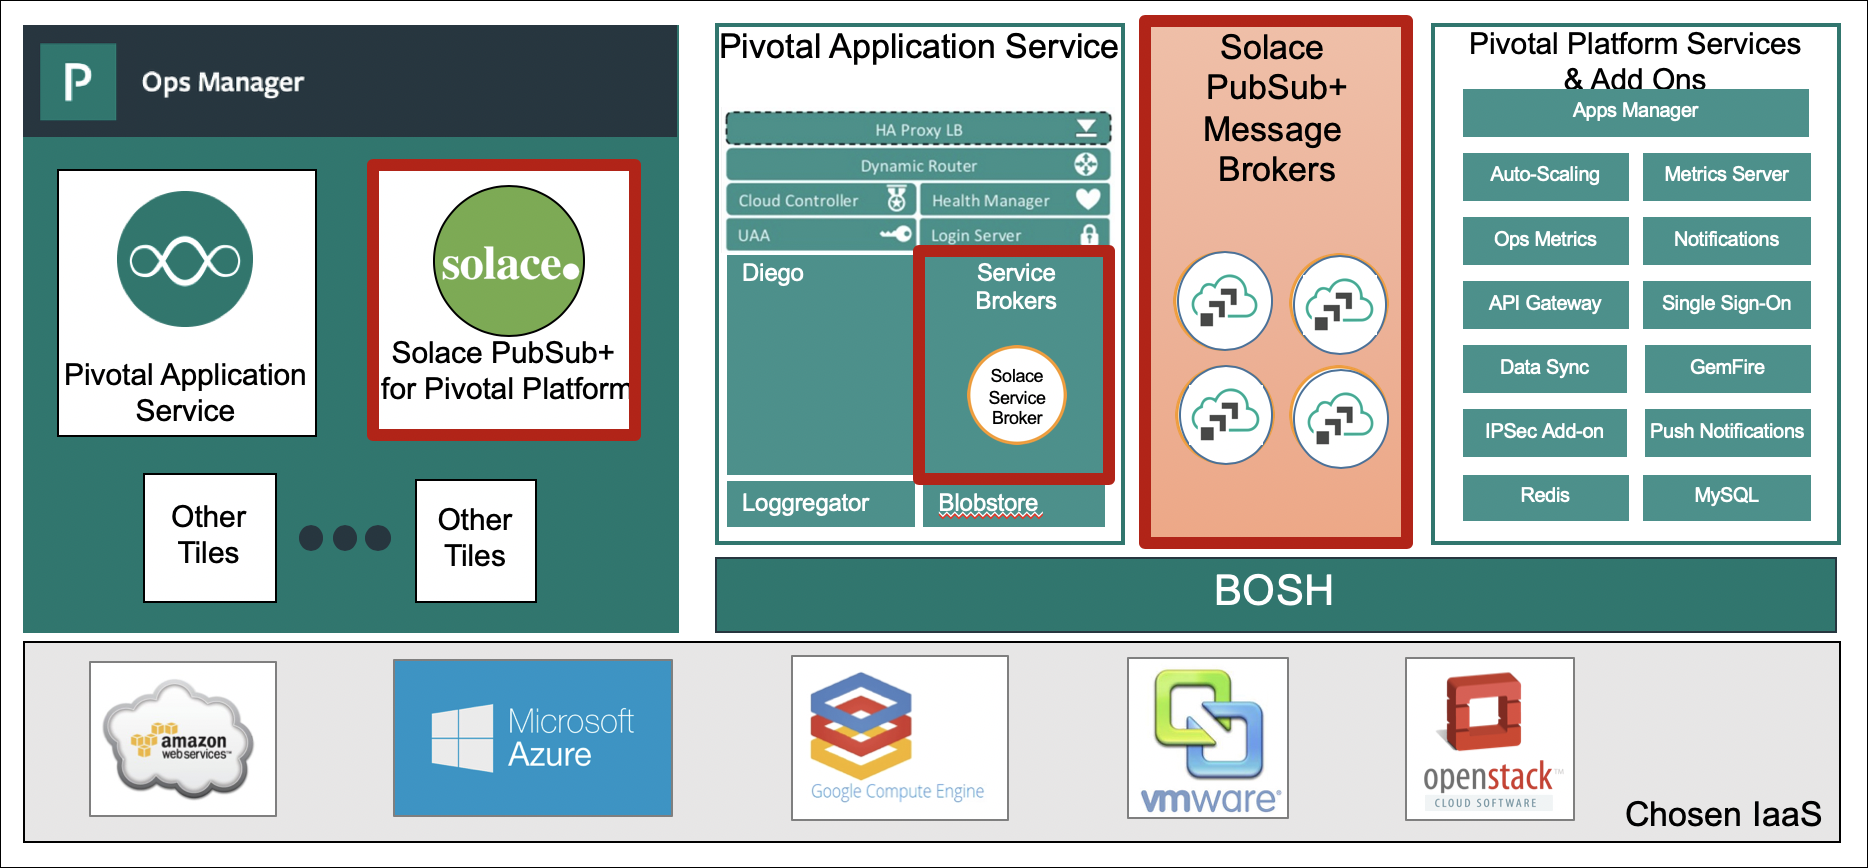 P
Ops Manager
Pivotal Application
Service
solace.
Solace PubSub+
for Pivotal Platform
Other
Tiles
Other
Tiles
Pivotal Application Service
HA Proxy LB
Dynamic Router
Cloud Controller
Health Manager
UAA
Login Server
Diego
Service
Brokers
Solace
Service
Broker
Loggregator
Blobstore
Solace
PubSub+
Message
Brokers
Pivotal Platform Services
& Add Ons
Apps Manager
Auto-Scaling
Metrics Server
Ops Metrics
Notifications
API Gateway
Single Sign-On
Data Sync
GemFire
IPSec Add-on
Push Notifications
Redis
MySQL
BOSH
amazon
webservices™
Microsoft
Azure
Google Compute Engine
vmware®
openstack™
CLOUD SOFTWARE
Chosen IaaS